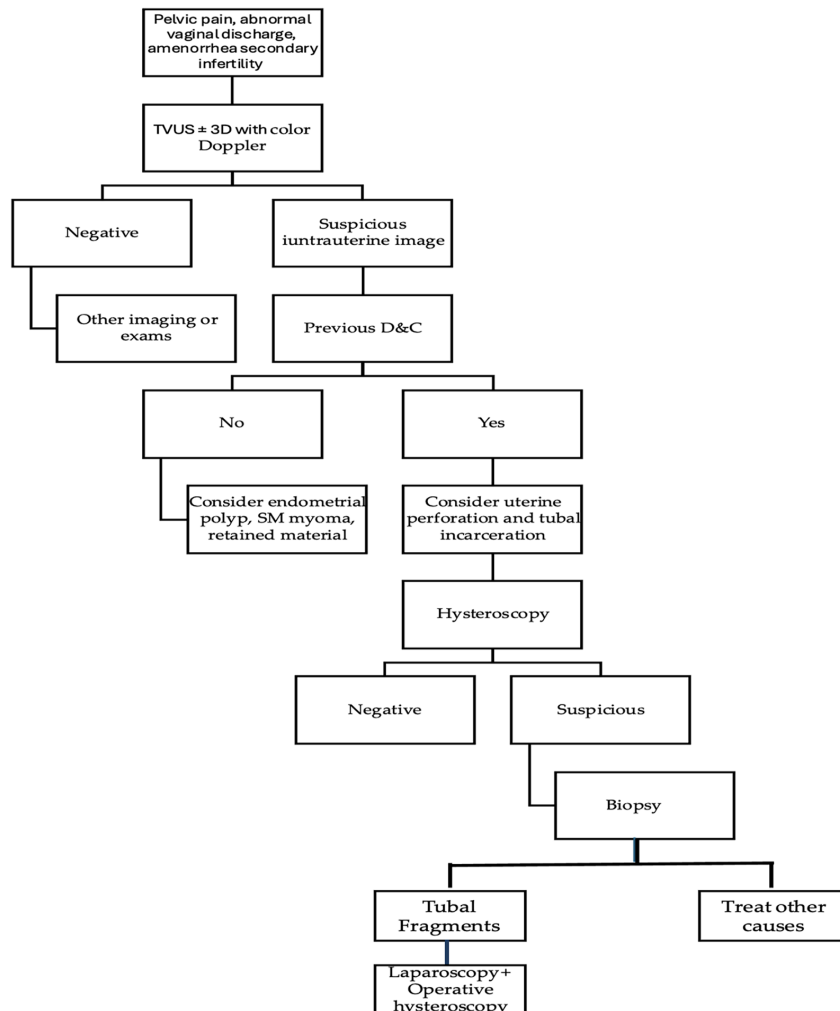 Pelvic pain, abnormal
vaginal discharge,
amenorrhea secondary
infertility
TVUS ± 3D with color
Doppler
Negative
Suspicious
iuntrauterine image
Other imaging or
exams
Previous D&C
No
Yes
Consider endometrial
polyp, SM myoma,
retained material
Consider uterine
perforation and tubal
incarceration
Hysteroscopy
Negative
Suspicious
Biopsy
Tubal
Fragments
Treat other
causes
Laparoscopy+
Operative
hysteroscopy